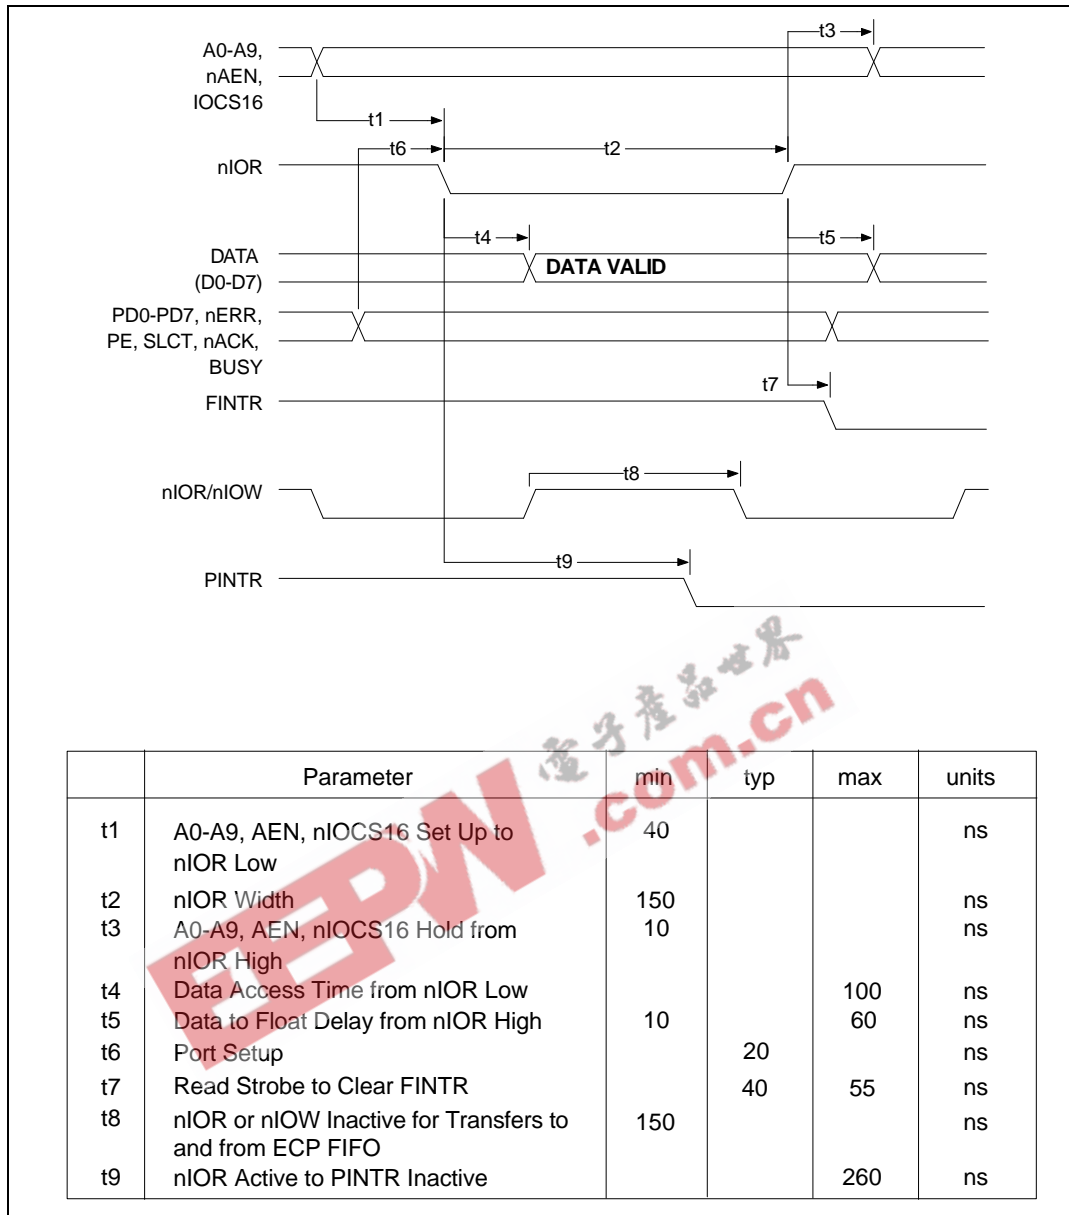 t3
A0-A9,
nAEN,
IOCS16
t1
t6
t2
nIOR
t4
t5
DATA
(D0-D7)
DATA VALID
PD0-PD7, nERR,
PE, SLCT, nACK,
BUSY
t7
FINTR
t8
nIOR/nIOW
t9
PINTR
電子產品世界
EEPW.com.cn
Parameter min typ max units
t1 A0-A9, AEN, nIOCS16 Set Up to 40 ns
nIOR Low
t2 nIOR Width 150 ns
t3 A0-A9, AEN, nIOCS16 Hold from 10 ns
nIOR High
t4 Data Access Time from nIOR Low 100 ns
t5 Data to Float Delay from nIOR High 10 60 ns
t6 Port Setup 20 ns
t7 Read Strobe to Clear FINTR 40 55 ns
t8 nIOR or nIOW Inactive for Transfers to 150 ns
and from ECP FIFO
t9 nIOR Active to PINTR Inactive 260 ns